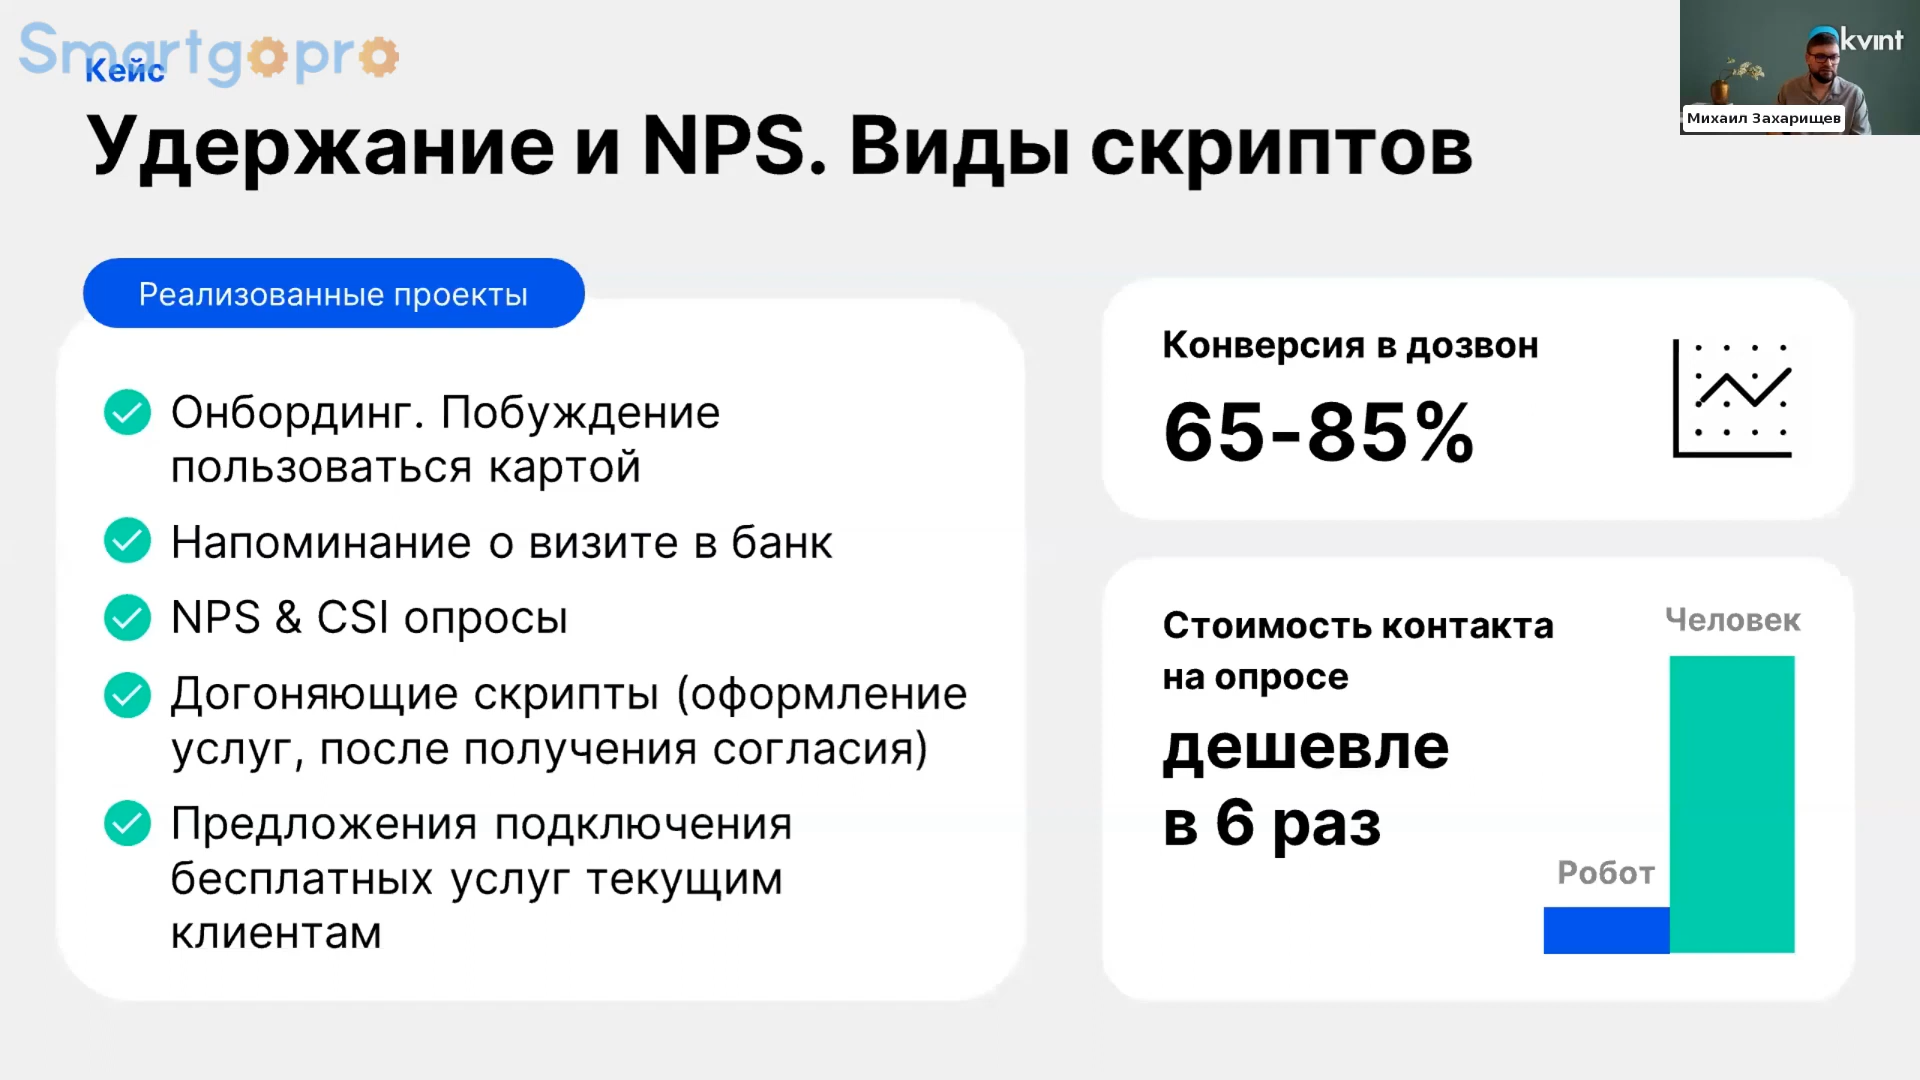 Smartgopro
Кейс
kvint
Михаил Захарищев
Удержание и NPS. Виды скриптов
Реализованные проекты
Онбординг. Побуждение
пользоваться картой
Напоминание о визите в банк
NPS & CSI опросы
Догоняющие скрипты (оформление
услуг, после получения согласия)
Предложения подключения
бесплатных услуг текущим
клиентам
Конверсия в дозвон
65-85%
Стоимость контакта
на опросе
дешевле
в 6 раз
Человек
Робот